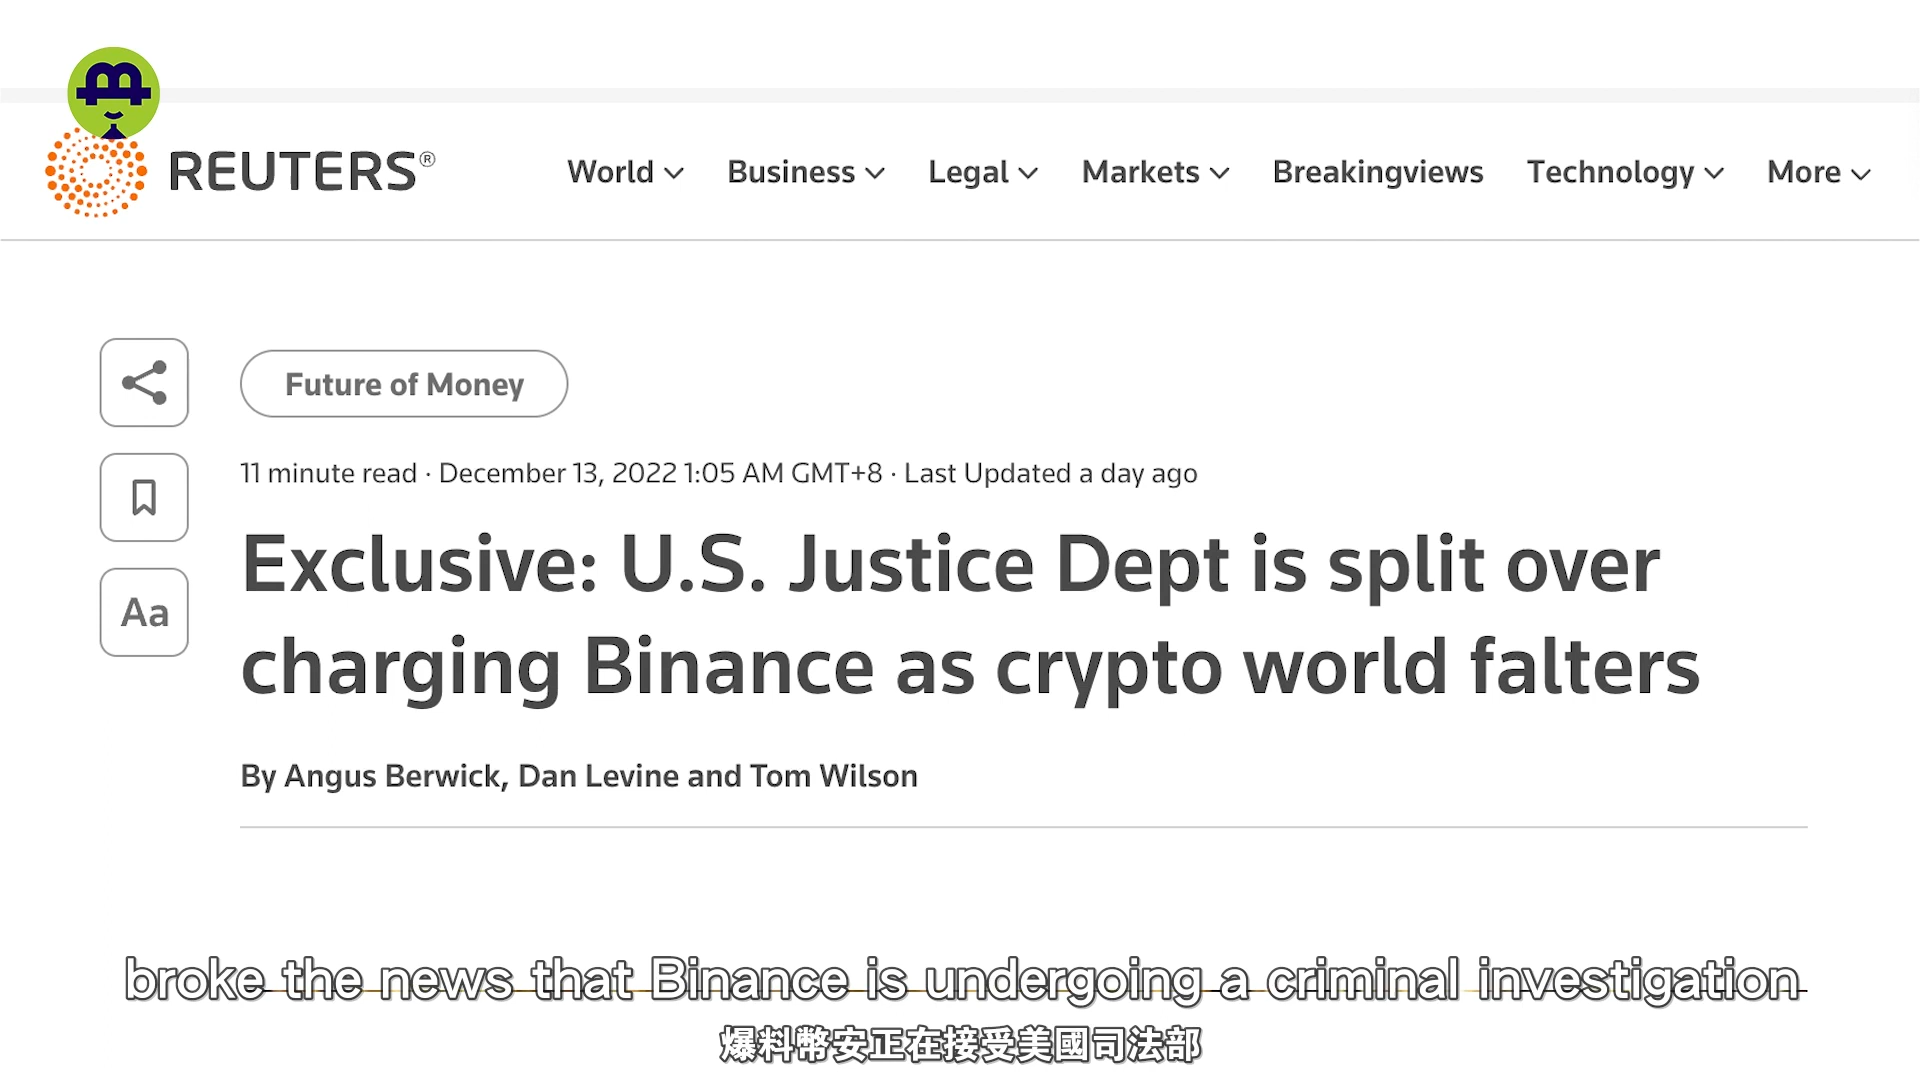 REUTERS®
World Business Legal Markets Breakingviews Technology More
Future of Money
11 minute read · December 13, 2022 1:05 AM GMT+8 · Last Updated a day ago
Aa
Exclusive: U.S. Justice Dept is split over
charging Binance as crypto world falters
By Angus Berwick, Dan Levine and Tom Wilson
broke the news that Binance is undergoing a criminal investigation
爆料幣安正在接受美國司法部